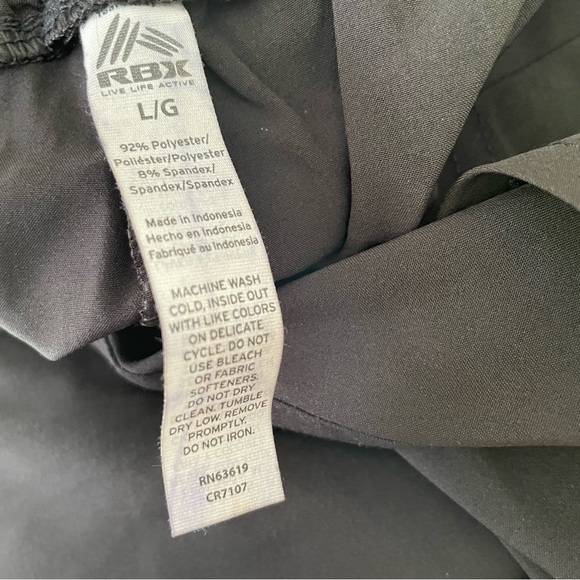 RBX
LIVE LIFE ACTIVE
L/G
92% Polyester/
Poliéster/Polyester
8% Spandex/
Spandex/Spandex
Made in Indonesia
Hecho en Indonesia
Fabriqué au Indonesia
MACHINE WASH
COLD, INSIDE OUT
WITH LIKE COLORS
ON DELICATE
CYCLE. DO NOT
USE BLEACH
OR FABRIC
SOFTENERS.
DO NOT DRY
CLEAN. TUMBLE
DRY LOW. REMOVE
PROMPTLY.
DO NOT IRON.
RN63619
CR7107